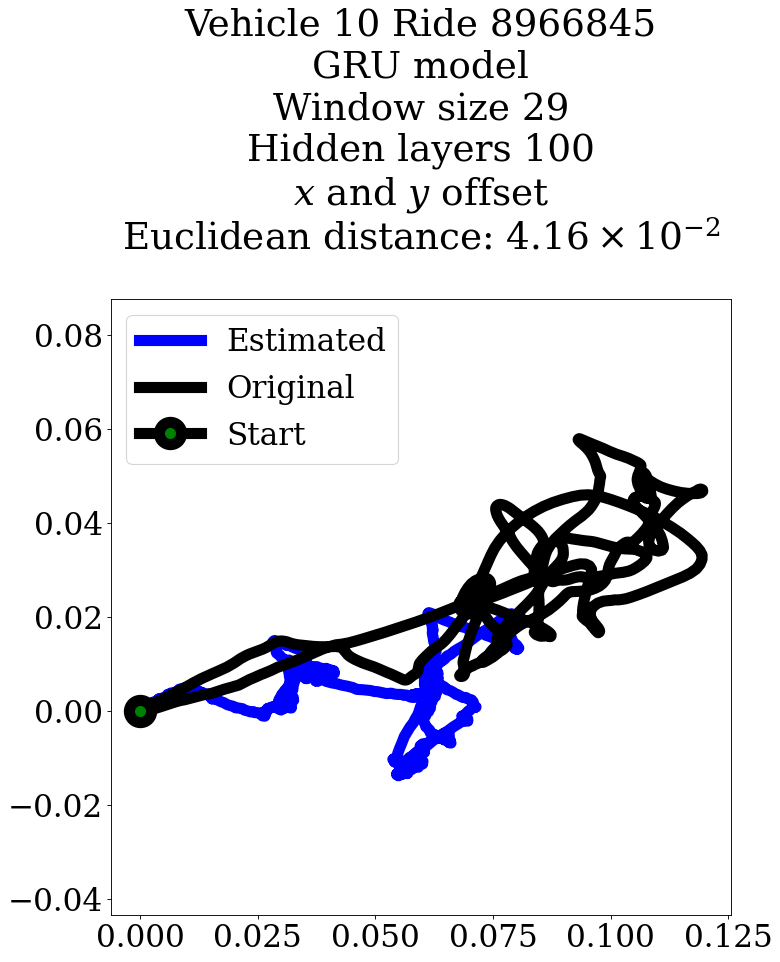 Vehicle 10 Ride 8966845
GRU model
Window size 29
Hidden layers 100
x and y offset
Euclidean distance: 4.16 × 10⁻²
Estimated
Original
Start
0.08
0.06
0.04
0.02
0.00
−0.02
−0.04
0.000 0.025 0.050 0.075 0.100 0.125